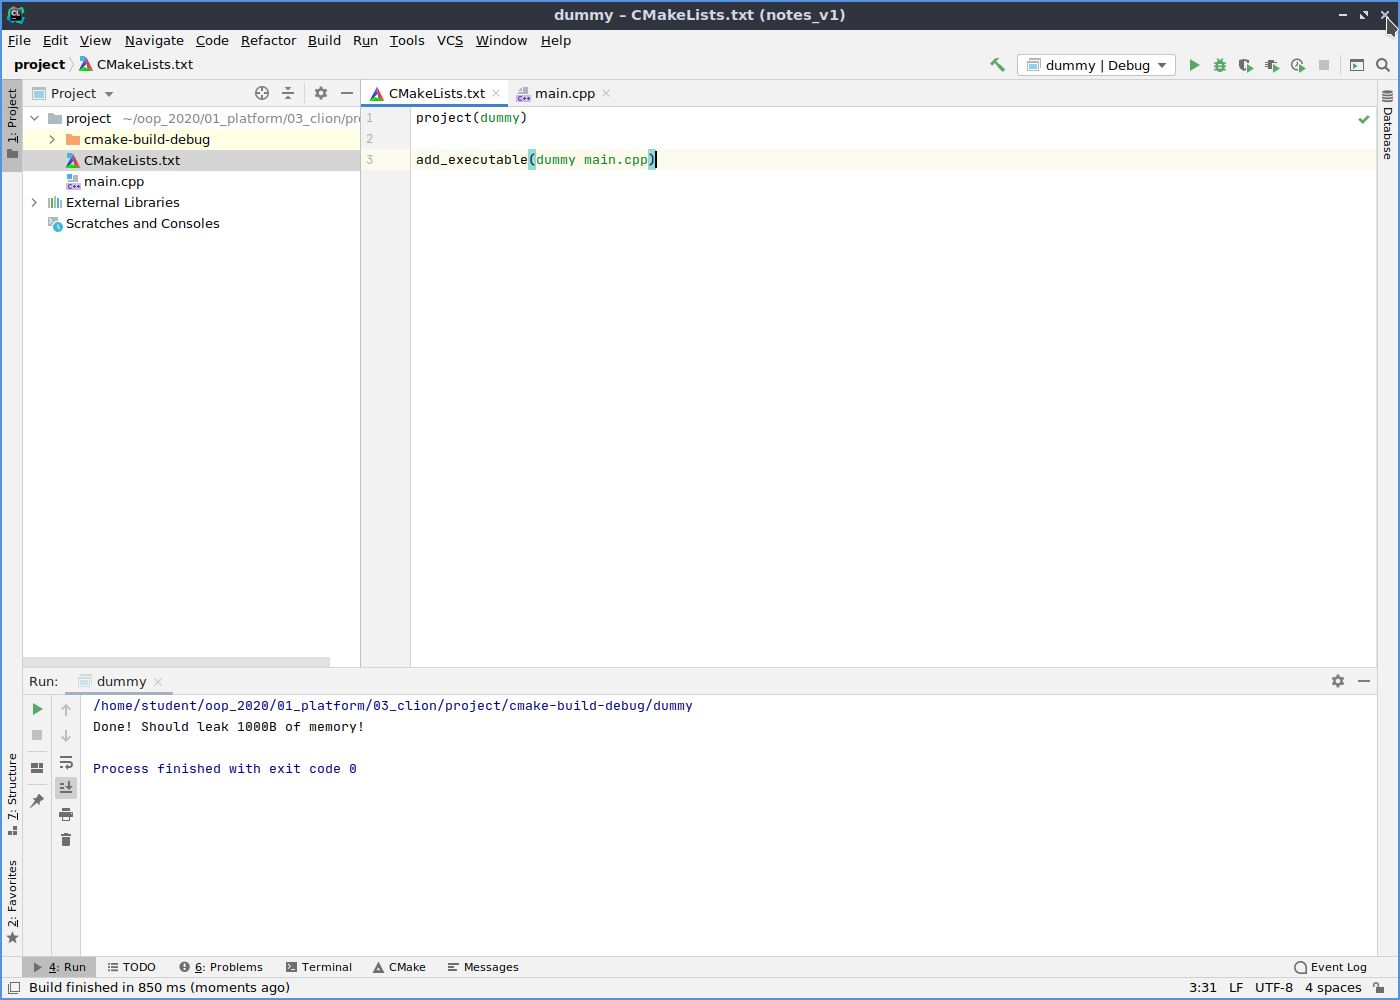 dummy – CMakeLists.txt (notes_v1)
File Edit View Navigate Code Refactor Build Run Tools VCS Window Help
project CMakeLists.txt
dummy | Debug
1: Project
Project
CMakeLists.txt
main.cpp
Database
project ~/oop_2020/01_platform/03_clion/pr
cmake-build-debug
CMakeLists.txt
main.cpp
External Libraries
Scratches and Consoles
1 project(dummy)
2
3 add_executable(dummy main.cpp)
Run: dummy
/home/student/oop_2020/01_platform/03_clion/project/cmake-build-debug/dummy
Done! Should leak 1000B of memory!
Process finished with exit code 0
7: Structure
2: Favorites
4: Run TODO 6: Problems Terminal CMake Messages Event Log
Build finished in 850 ms (moments ago) 3:31 LF UTF-8 4 spaces